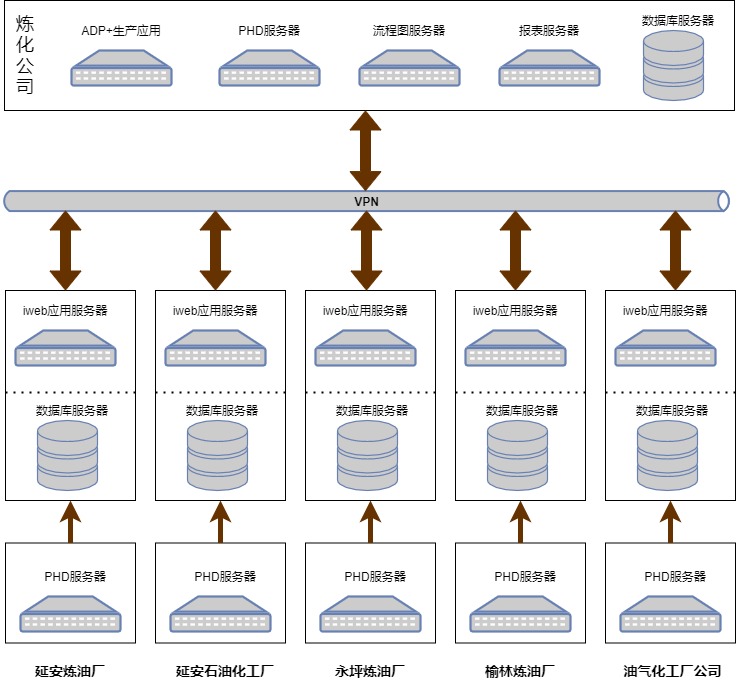 炼化公司
ADP+生产应用
PHD服务器
流程图服务器
报表服务器
数据库服务器
VPN
iweb应用服务器
iweb应用服务器
iweb应用服务器
iweb应用服务器
iweb应用服务器
数据库服务器
数据库服务器
数据库服务器
数据库服务器
数据库服务器
PHD服务器
PHD服务器
PHD服务器
PHD服务器
PHD服务器
延安炼油厂
延安石油化工厂
永坪炼油厂
榆林炼油厂
油气化工厂公司